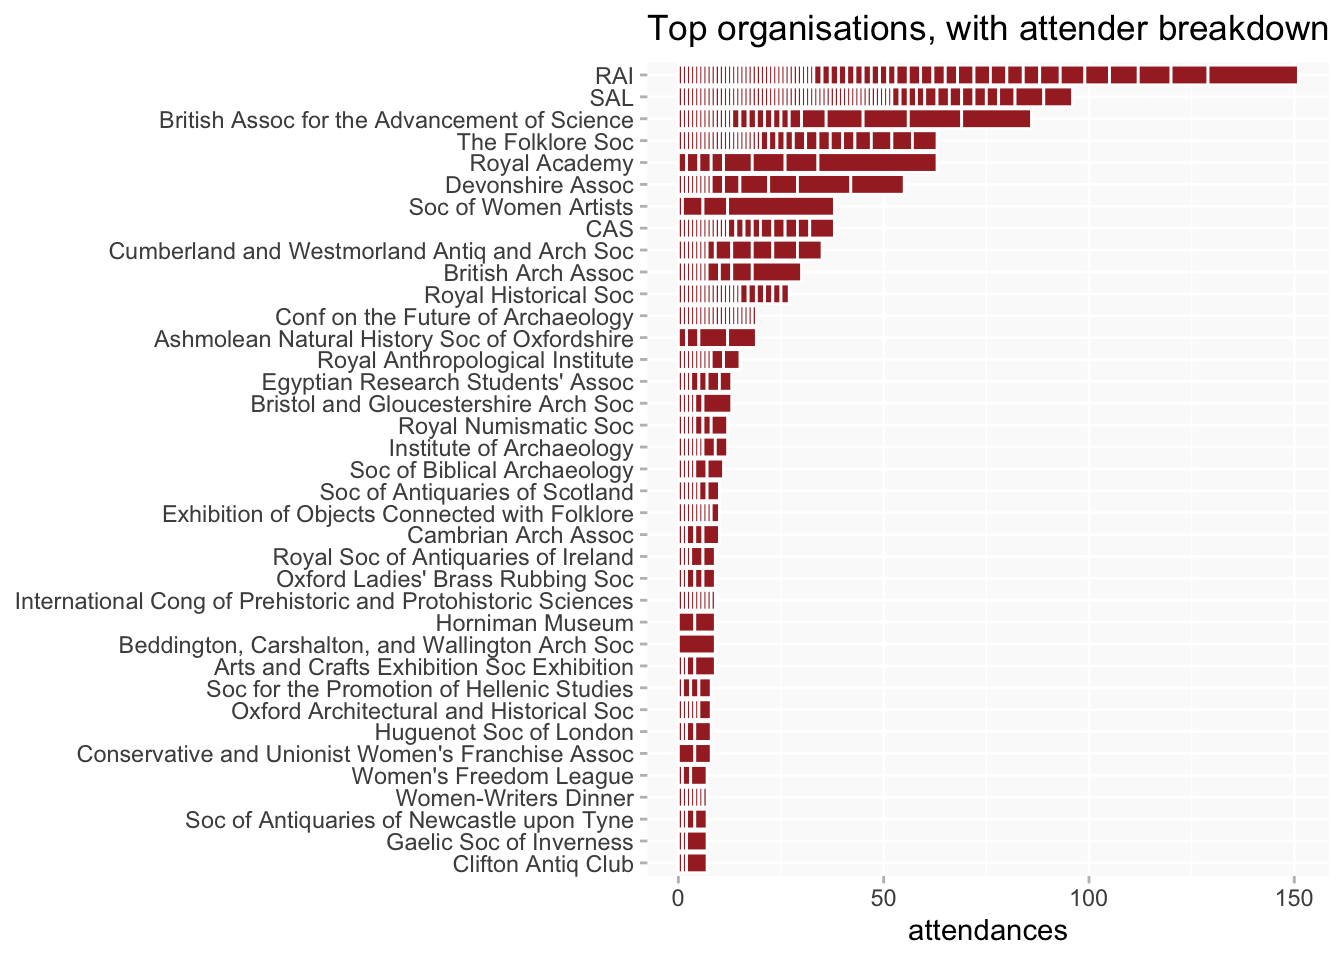 Top organisations, with attender breakdown
RAI
SAL
British Assoc for the Advancement of Science
The Folklore Soc
Royal Academy
Devonshire Assoc
Soc of Women Artists
CAS
Cumberland and Westmorland Antiq and Arch Soc
British Arch Assoc
Royal Historical Soc
Conf on the Future of Archaeology
Ashmolean Natural History Soc of Oxfordshire
Royal Anthropological Institute
Egyptian Research Students' Assoc
Bristol and Gloucestershire Arch Soc
Royal Numismatic Soc
Institute of Archaeology
Soc of Biblical Archaeology
Soc of Antiquaries of Scotland
Exhibition of Objects Connected with Folklore
Cambrian Arch Assoc
Royal Soc of Antiquaries of Ireland
Oxford Ladies' Brass Rubbing Soc
International Cong of Prehistoric and Protohistoric Sciences
Horniman Museum
Beddington, Carshalton, and Wallington Arch Soc
Arts and Crafts Exhibition Soc Exhibition
Soc for the Promotion of Hellenic Studies
Oxford Architectural and Historical Soc
Huguenot Soc of London
Conservative and Unionist Women's Franchise Assoc
Women's Freedom League
Women-Writers Dinner
Soc of Antiquaries of Newcastle upon Tyne
Gaelic Soc of Inverness
Clifton Antiq Club
0 50 100 150
attendances